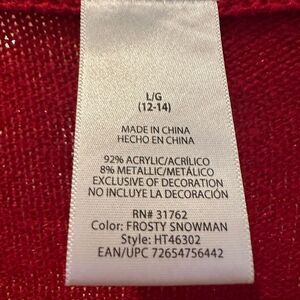 L/G
(12-14)
MADE IN CHINA
HECHO EN CHINA
92% ACRYLIC/ACRÍLICO
8% METALLIC/METÁLICO
EXCLUSIVE OF DECORATION
NO INCLUYE LA DECORACIÓN
RN# 31762
Color: FROSTY SNOWMAN
Style: HT46302
EAN/UPC 72654756442